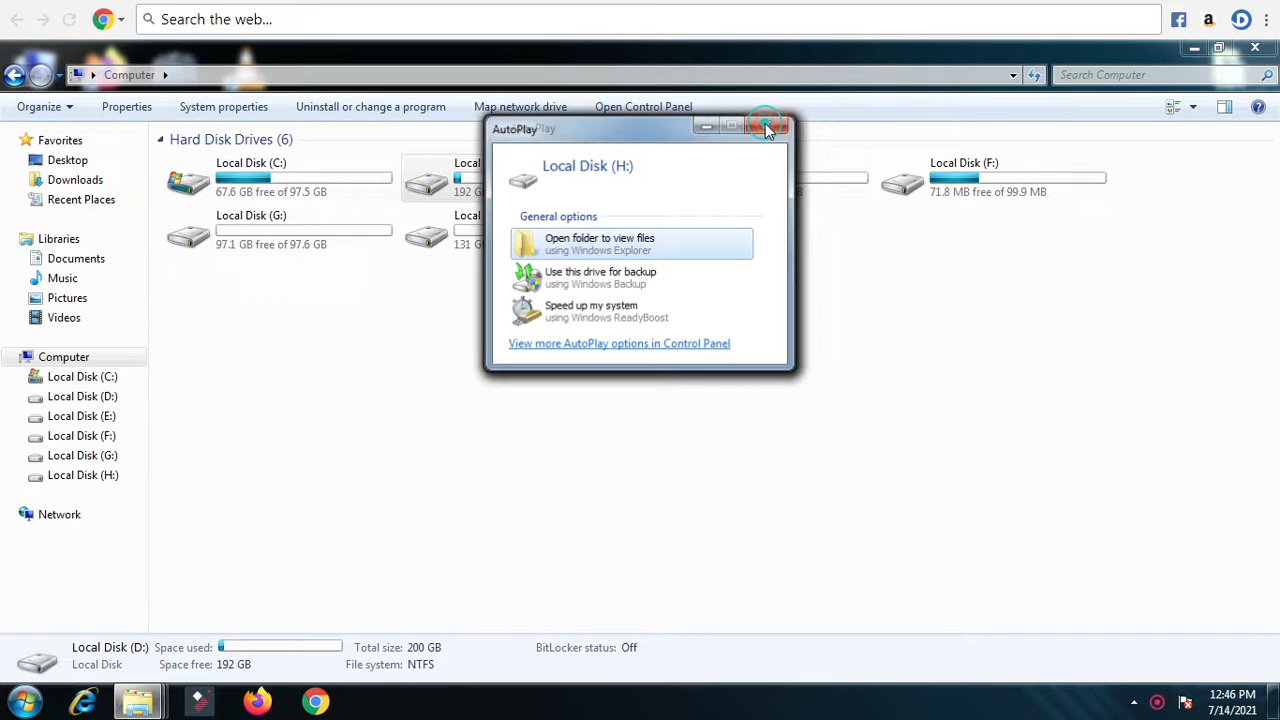 Search the web...
Computer
Search Computer
Organize
Properties
System properties
Uninstall or change a program
Map network drive
Open Control Panel
Favorites
Desktop
Downloads
Recent Places
Libraries
Documents
Music
Pictures
Videos
Computer
Local Disk (C:)
Local Disk (D:)
Local Disk (E:)
Local Disk (F:)
Local Disk (G:)
Local Disk (H:)
Network
Hard Disk Drives (6)
Local Disk (C:)
67.6 GB free of 97.5 GB
Local
192 G
Local Disk (F:)
71.8 MB free of 99.9 MB
Local Disk (G:)
97.1 GB free of 97.6 GB
Local
131 G
AutoPlay
Local Disk (H:)
General options
Open folder to view files
using Windows Explorer
Use this drive for backup
using Windows Backup
Speed up my system
using Windows ReadyBoost
View more AutoPlay options in Control Panel
Local Disk (D:) Space used: Total size: 200 GB BitLocker status: Off
Local Disk Space free: 192 GB File system: NTFS
12:46 PM
7/14/2021